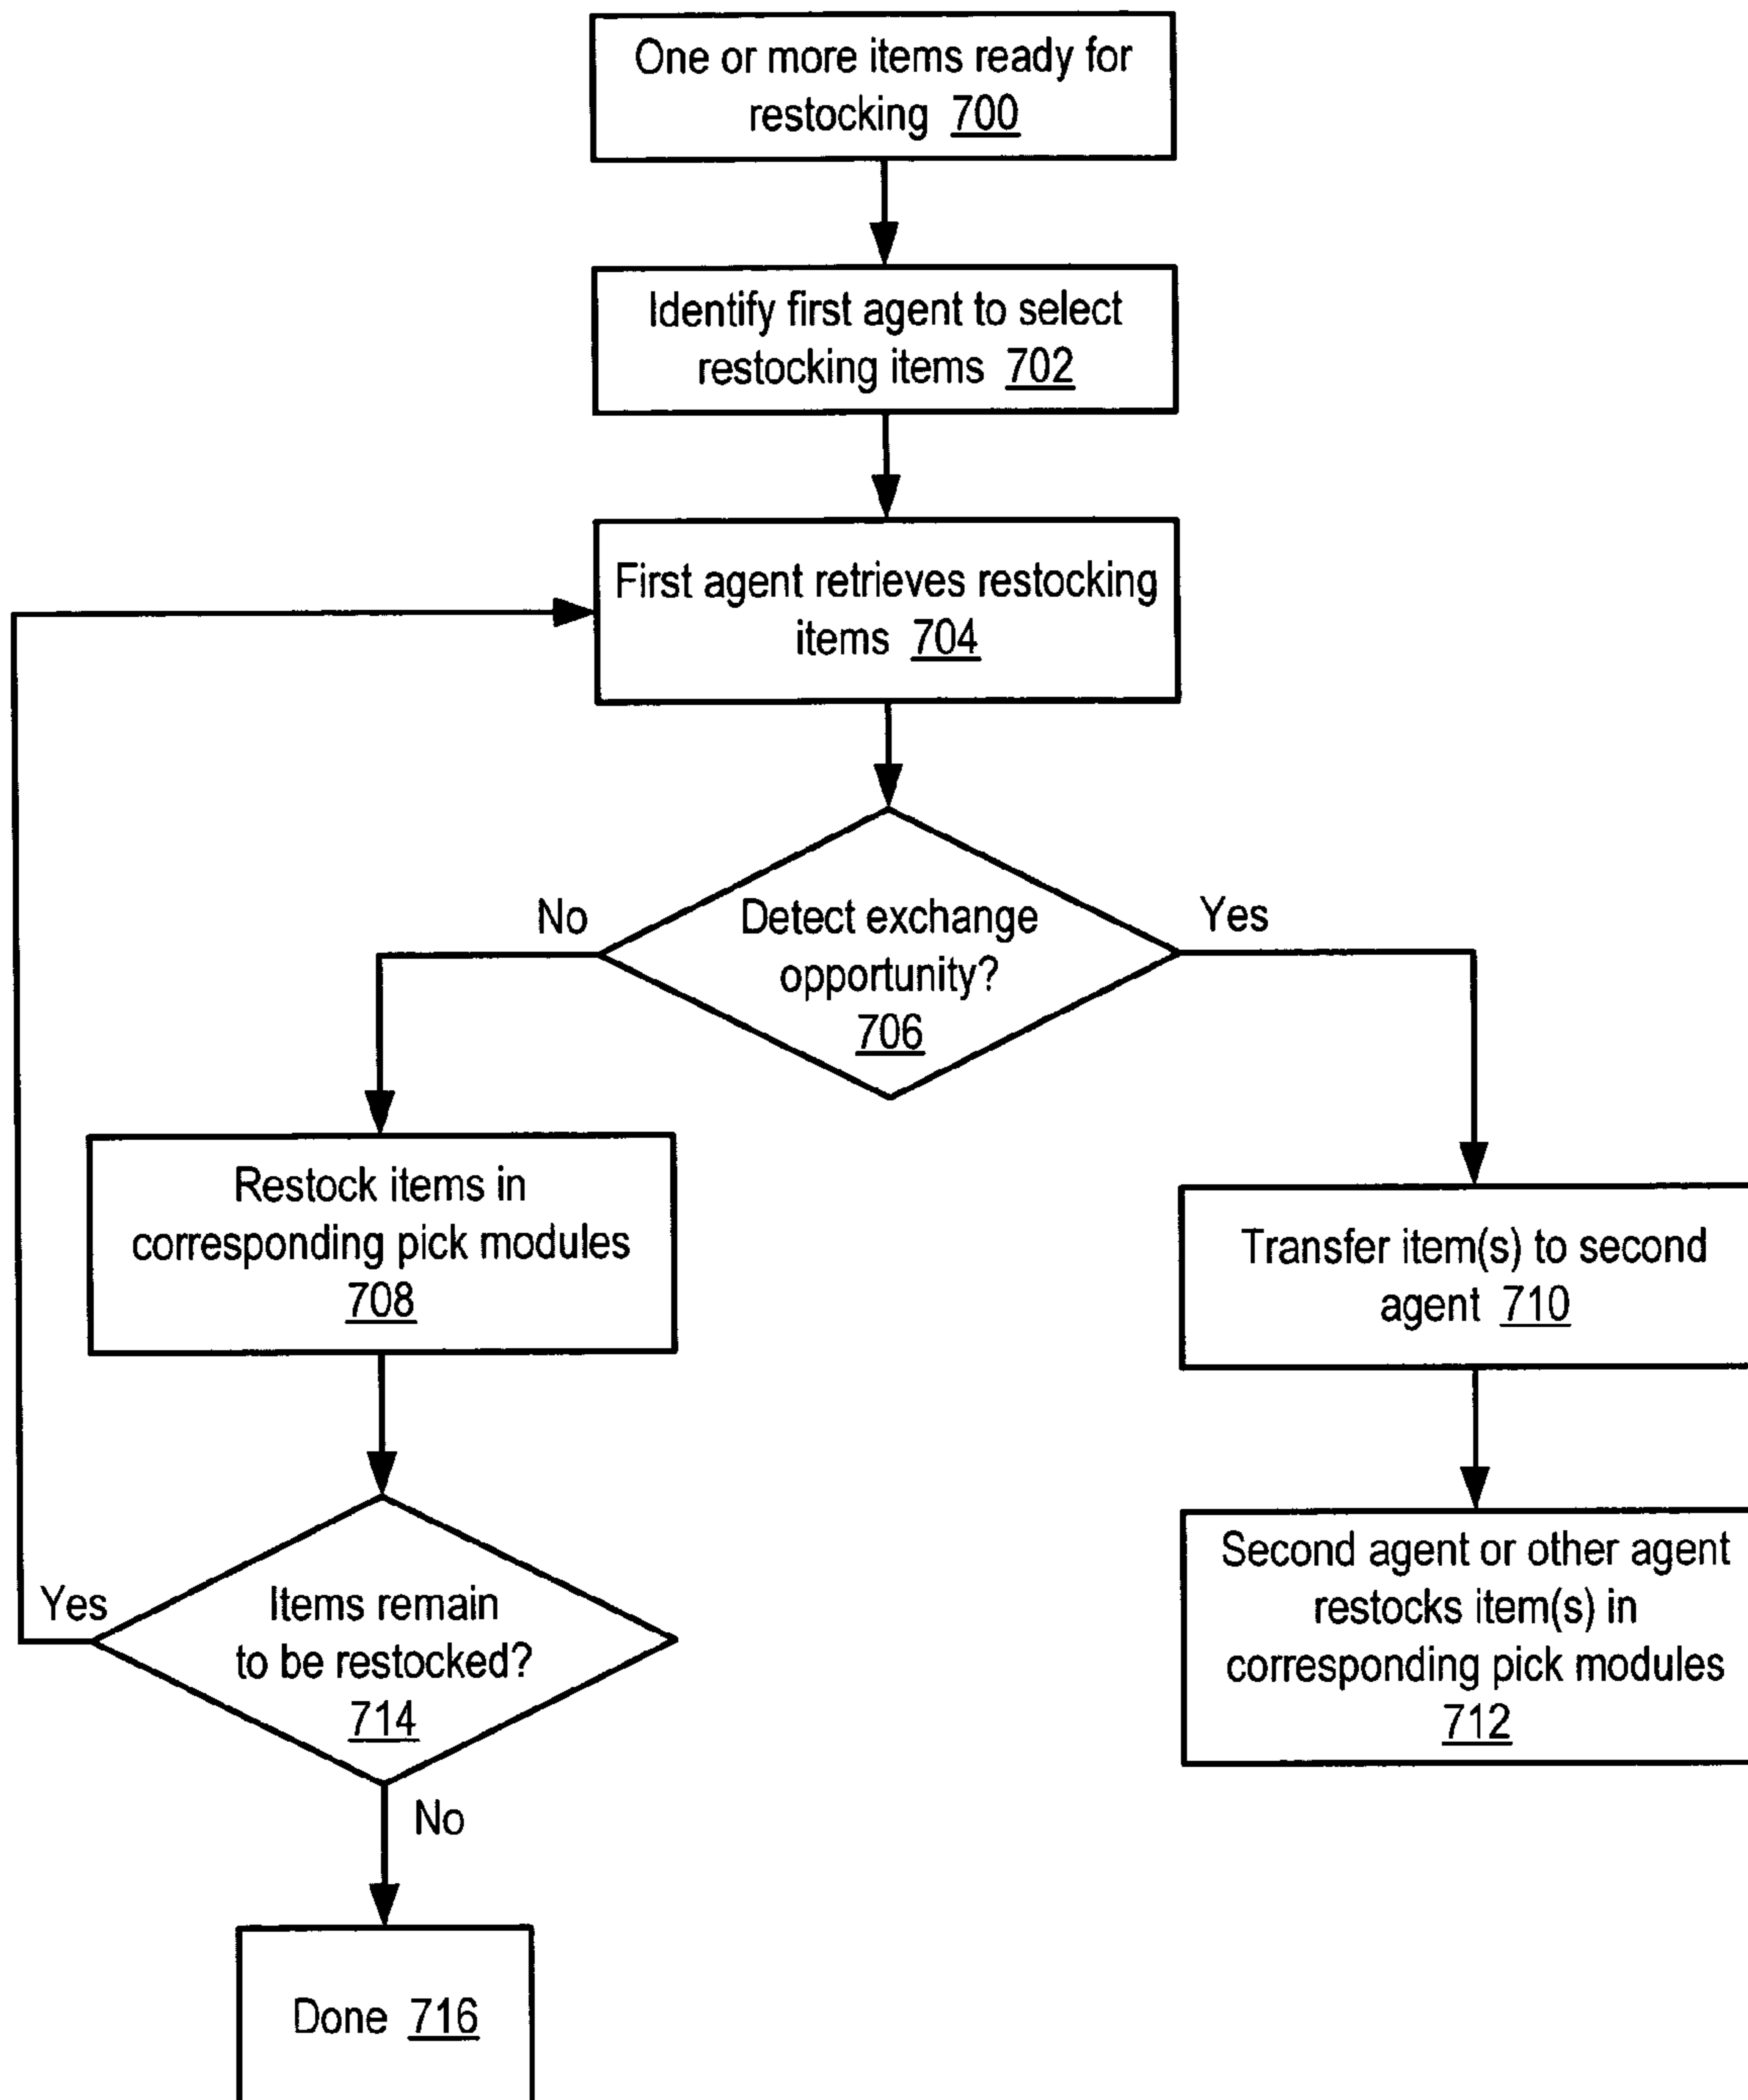 One or more items ready for
restocking 700
Identify first agent to select
restocking items 702
First agent retrieves restocking
items 704
Detect exchange
opportunity?
706
No
Yes
Restock items in
corresponding pick modules
708
Transfer item(s) to second
agent 710
Second agent or other agent
restocks item(s) in
corresponding pick modules
712
Items remain
to be restocked?
714
Yes
No
Done 716